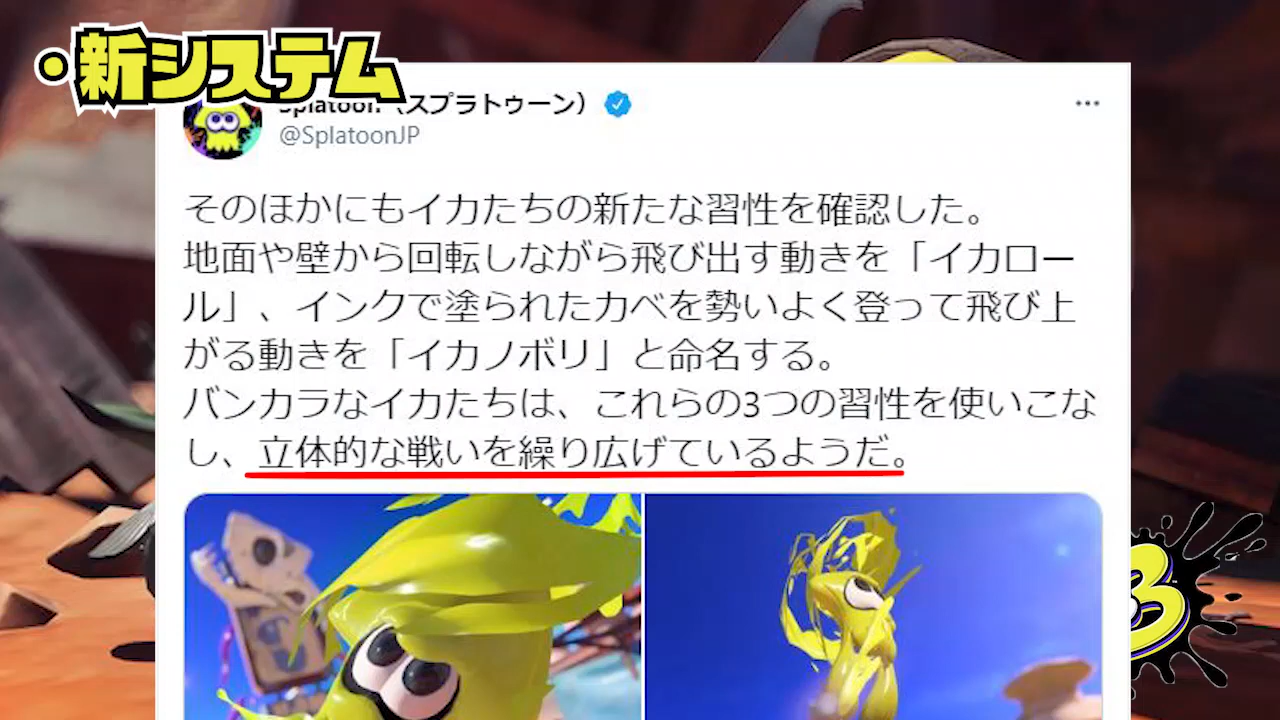 ・新システム
Splatoon（スプラトゥーン）
@SplatoonJP
そのほかにもイカたちの新たな習性を確認した。
地面や壁から回転しながら飛び出す動きを「イカロー
ル」、インクで塗られたカベを勢いよく登って飛び上
がる動きを「イカノボリ」と命名する。
バンカラなイカたちは、これらの3つの習性を使いこな
し、立体的な戦いを繰り広げているようだ。
3